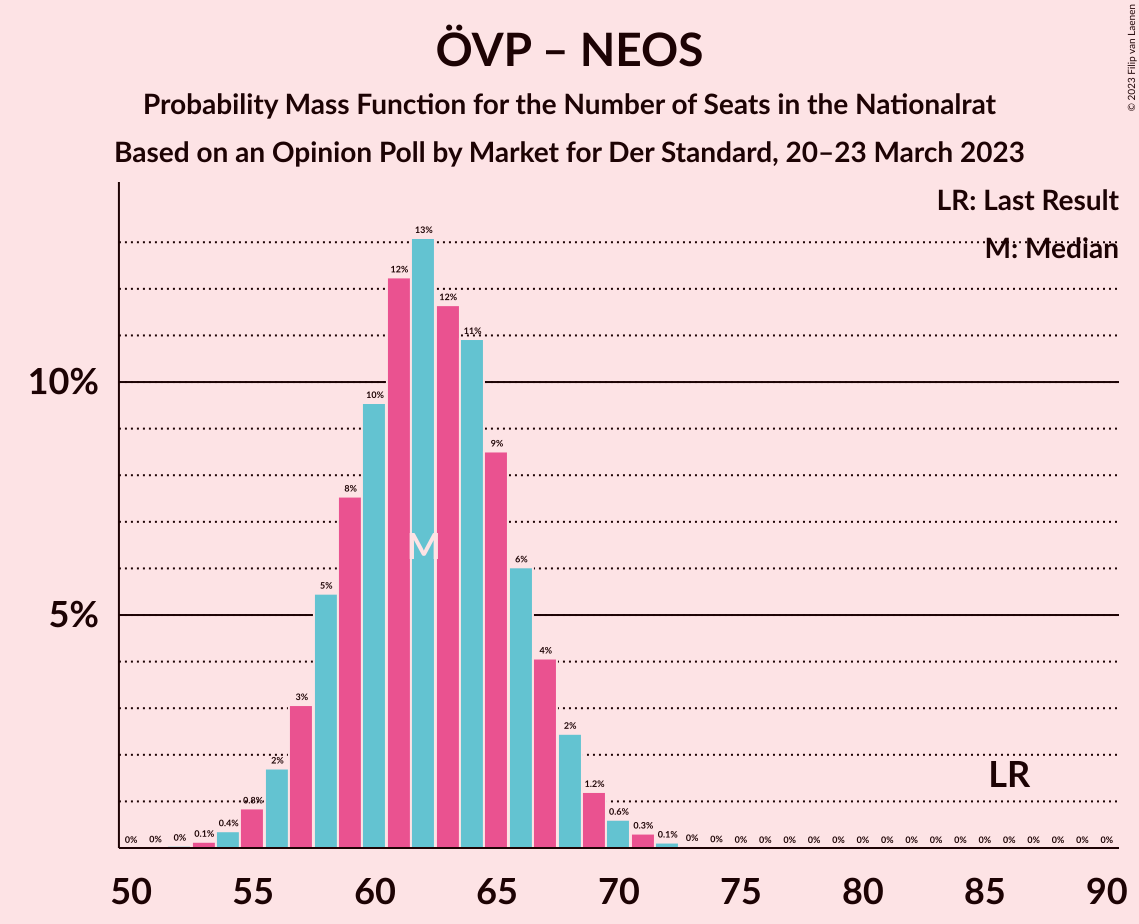 ÖVP – NEOS
Probability Mass Function for the Number of Seats in the Nationalrat
Based on an Opinion Poll by Market for Der Standard, 20–23 March 2023
© 2023 Filip van Laenen
LR: Last Result
M: Median
10%
5%
0% 0% 0% 0.1% 0.4% 0.8% 2% 3% 5% 8% 10% 12% 13% 12% 11% 9% 6% 4% 2% 1.2% 0.6% 0.3% 0.1% 0% 0% 0% 0% 0% 0% 0% 0% 0% 0% 0% 0% 0% 0% 0% 0% 0% 0%
M
LR
50 55 60 65 70 75 80 85 90